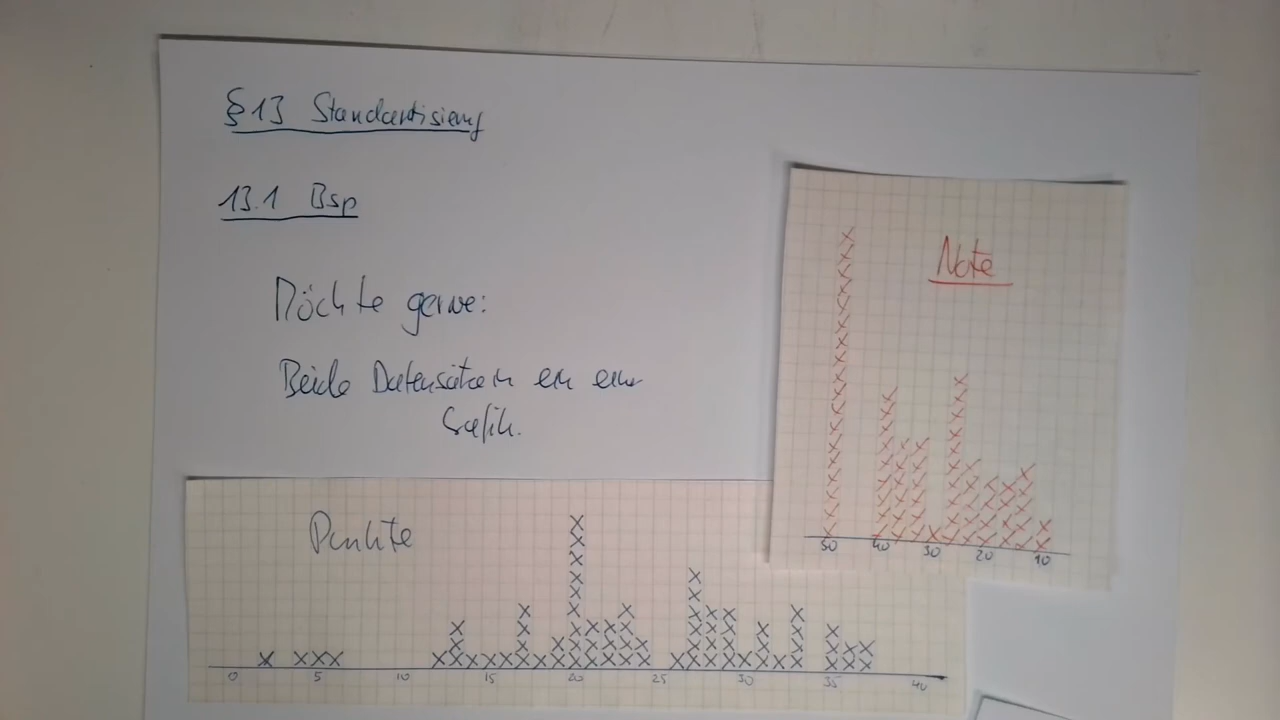 §13 Standardisierung
13.1 Bsp
Möchte gerne:
Beide Datensätze in einer
Grafik.
Note
50 40 30 20 10
Punkte
0 5 10 15 20 25 30 35 40